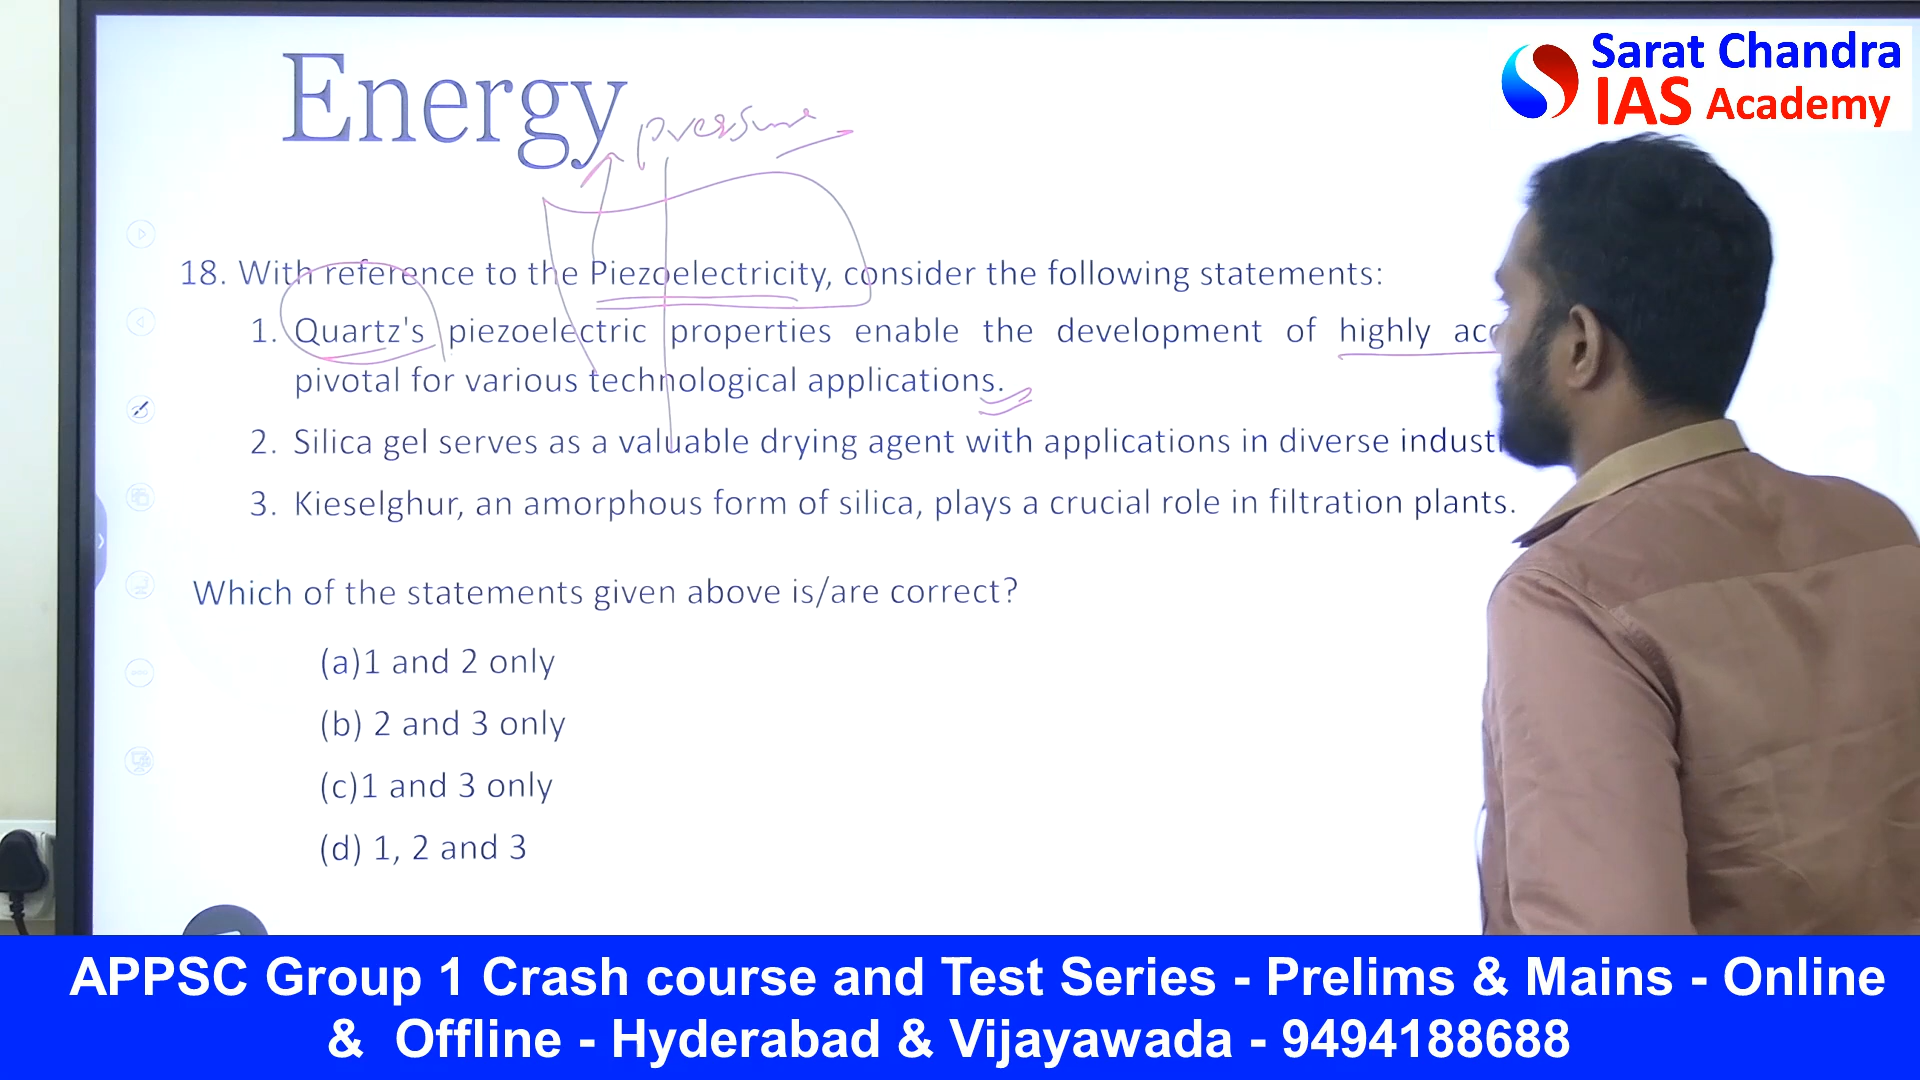 Energy
pressure
Sarat Chandra
IAS Academy
18. With reference to the Piezoelectricity, consider the following statements:
1. Quartz's piezoelectric properties enable the development of highly
pivotal for various technological applications.
2. Silica gel serves as a valuable drying agent with applications in diverse
3. Kieselghur, an amorphous form of silica, plays a crucial role in filtration plants.
Which of the statements given above is/are correct?
(a)1 and 2 only
(b) 2 and 3 only
(c)1 and 3 only
(d) 1, 2 and 3
APPSC Group 1 Crash course and Test Series - Prelims & Mains - Online
& Offline - Hyderabad & Vijayawada - 9494188688